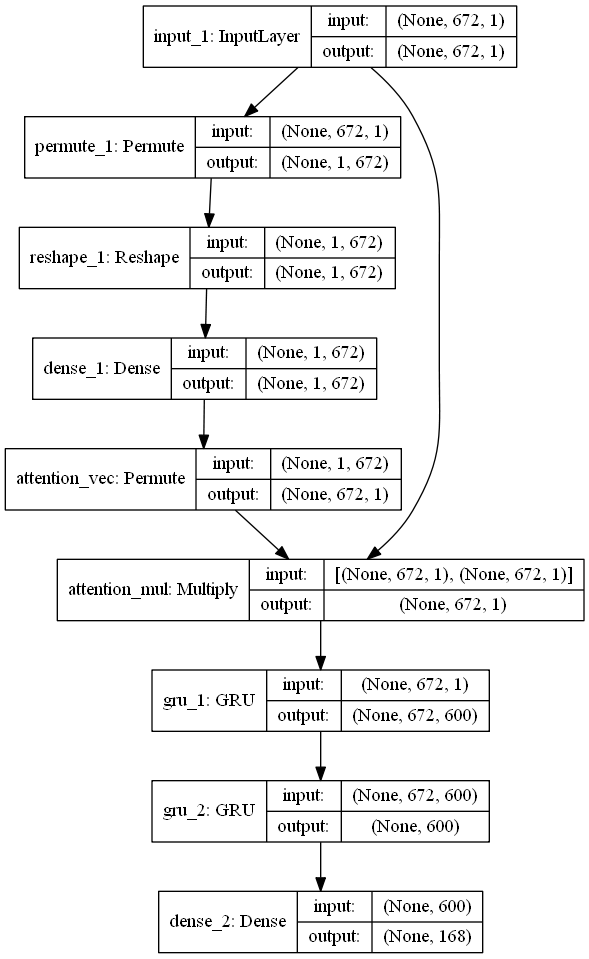 input_1: InputLayer
input: (None, 672, 1)
output: (None, 672, 1)
permute_1: Permute
input: (None, 672, 1)
output: (None, 1, 672)
reshape_1: Reshape
input: (None, 1, 672)
output: (None, 1, 672)
dense_1: Dense
input: (None, 1, 672)
output: (None, 1, 672)
attention_vec: Permute
input: (None, 1, 672)
output: (None, 672, 1)
attention_mul: Multiply
input: [(None, 672, 1), (None, 672, 1)]
output: (None, 672, 1)
gru_1: GRU
input: (None, 672, 1)
output: (None, 672, 600)
gru_2: GRU
input: (None, 672, 600)
output: (None, 600)
dense_2: Dense
input: (None, 600)
output: (None, 168)